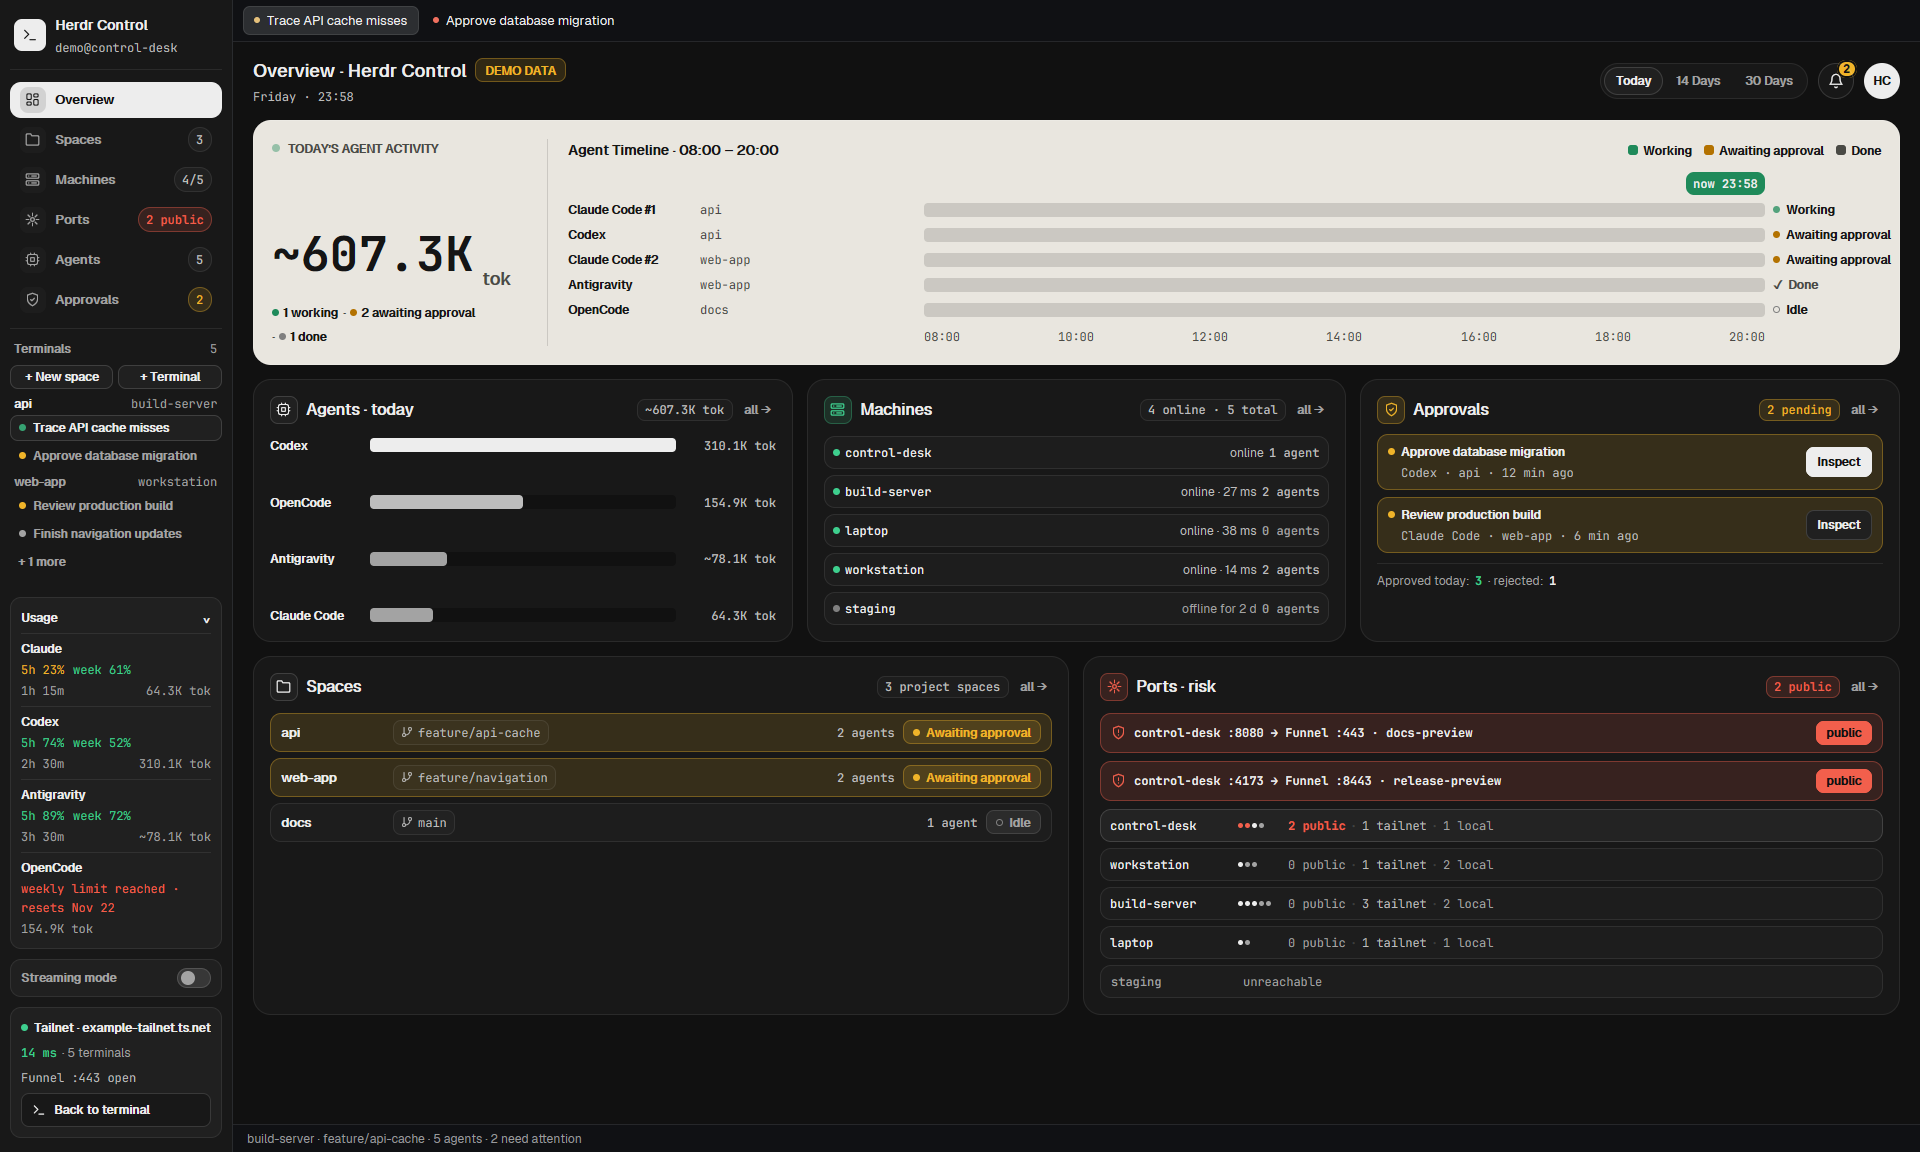 Herdr Control
demo@control-desk
Overview
Spaces 3
Machines 4/5
Ports 2 public
Agents 5
Approvals 2
Terminals 5
+ New space + Terminal
api build-server
Trace API cache misses
Approve database migration
web-app workstation
Review production build
Finish navigation updates
+ 1 more
Usage v
Claude
5h 23% week 61%
1h 15m 64.3K tok
Codex
5h 74% week 52%
2h 30m 310.1K tok
Antigravity
5h 89% week 72%
3h 30m ~78.1K tok
OpenCode
weekly limit reached ·
resets Nov 22
154.9K tok
Streaming mode
Tailnet · example-tailnet.ts.net
14 ms · 5 terminals
Funnel :443 open
Back to terminal
Trace API cache misses Approve database migration
Overview · Herdr Control DEMO DATA
Friday · 23:58
Today 14 Days 30 Days 2 HC
TODAY'S AGENT ACTIVITY
~607.3K tok
1 working · 2 awaiting approval
· 1 done
Agent Timeline · 08:00 – 20:00
Working Awaiting approval Done
now 23:58
Claude Code #1 api Working
Codex api Awaiting approval
Claude Code #2 web-app Awaiting approval
Antigravity web-app ✓ Done
OpenCode docs Idle
08:00 10:00 12:00 14:00 16:00 18:00 20:00
Agents · today ~607.3K tok all →
Codex 310.1K tok
OpenCode 154.9K tok
Antigravity ~78.1K tok
Claude Code 64.3K tok
Machines 4 online · 5 total all →
control-desk online 1 agent
build-server online · 27 ms 2 agents
laptop online · 38 ms 0 agents
workstation online · 14 ms 2 agents
staging offline for 2 d 0 agents
Approvals 2 pending all →
Approve database migration
Codex · api · 12 min ago
Inspect
Review production build
Claude Code · web-app · 6 min ago
Inspect
Approved today: 3 · rejected: 1
Spaces 3 project spaces all →
api feature/api-cache 2 agents Awaiting approval
web-app feature/navigation 2 agents Awaiting approval
docs main 1 agent Idle
Ports · risk 2 public all →
control-desk :8080 → Funnel :443 · docs-preview public
control-desk :4173 → Funnel :8443 · release-preview public
control-desk 2 public · 1 tailnet · 1 local
workstation 0 public · 1 tailnet · 2 local
build-server 0 public · 3 tailnet · 2 local
laptop 0 public · 1 tailnet · 1 local
staging unreachable
build-server · feature/api-cache · 5 agents · 2 need attention